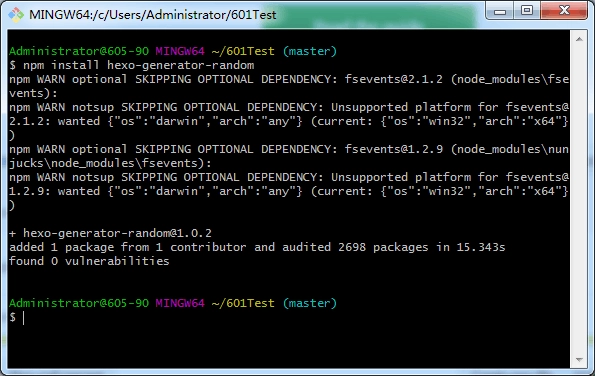 MINGW64:/c/Users/Administrator/601Test
Administrator@605-90 MINGW64 ~/601Test (master)
$ npm install hexo-generator-random
npm WARN optional SKIPPING OPTIONAL DEPENDENCY: fsevents@2.1.2 (node_modules\fse
vents):
npm WARN notsup SKIPPING OPTIONAL DEPENDENCY: Unsupported platform for fsevents@
2.1.2: wanted {"os":"darwin","arch":"any"} (current: {"os":"win32","arch":"x64"}
)
npm WARN optional SKIPPING OPTIONAL DEPENDENCY: fsevents@1.2.9 (node_modules\nun
jucks\node_modules\fsevents):
npm WARN notsup SKIPPING OPTIONAL DEPENDENCY: Unsupported platform for fsevents@
1.2.9: wanted {"os":"darwin","arch":"any"} (current: {"os":"win32","arch":"x64"}
)
+ hexo-generator-random@1.0.2
added 1 package from 1 contributor and audited 2698 packages in 15.343s
found 0 vulnerabilities
Administrator@605-90 MINGW64 ~/601Test (master)
$